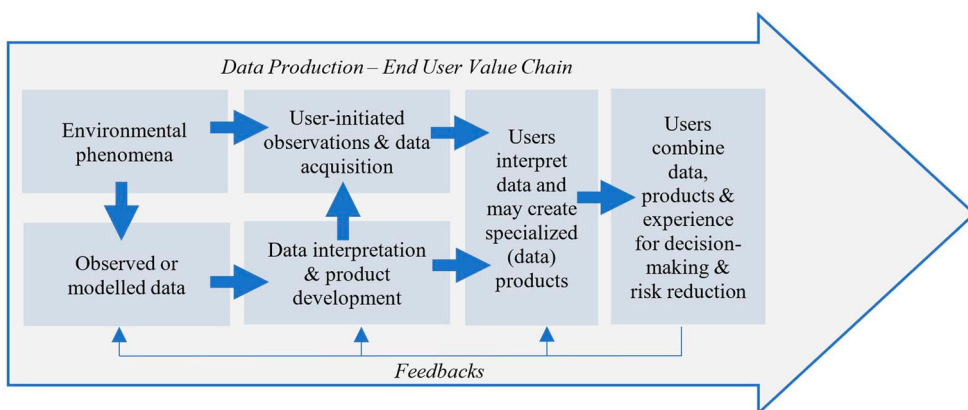 Data Production – End User Value Chain
Environmental
phenomena
User-initiated
observations & data
acquisition
Observed or
modelled data
Data interpretation
& product
development
Users
interpret
data and
may create
specialized
(data)
products
Users
combine
data,
products &
experience
for decision-
making &
risk reduction
Feedbacks